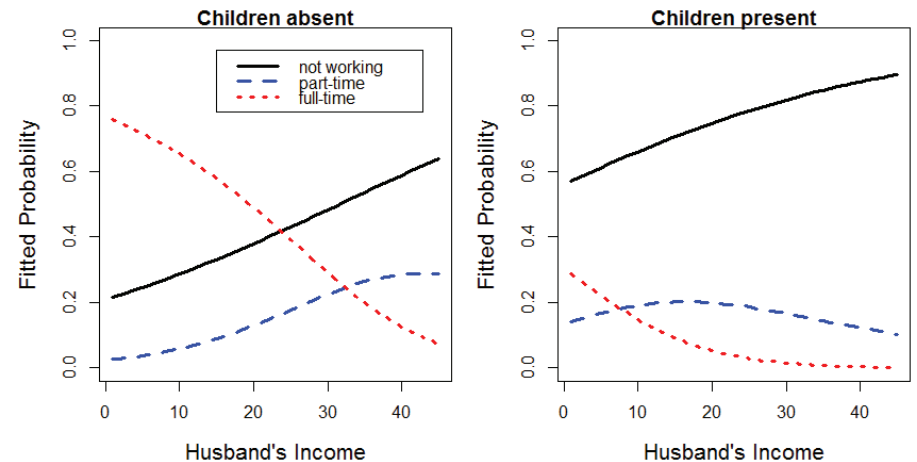 Children absent
Fitted Probability
1.0
0.8
0.6
0.4
0.2
0.0
not working
part-time
full-time
0
10
20
30
40
Husband's Income
Children present
Fitted Probability
1.0
0.8
0.6
0.4
0.2
0.0
0
10
20
30
40
Husband's Income